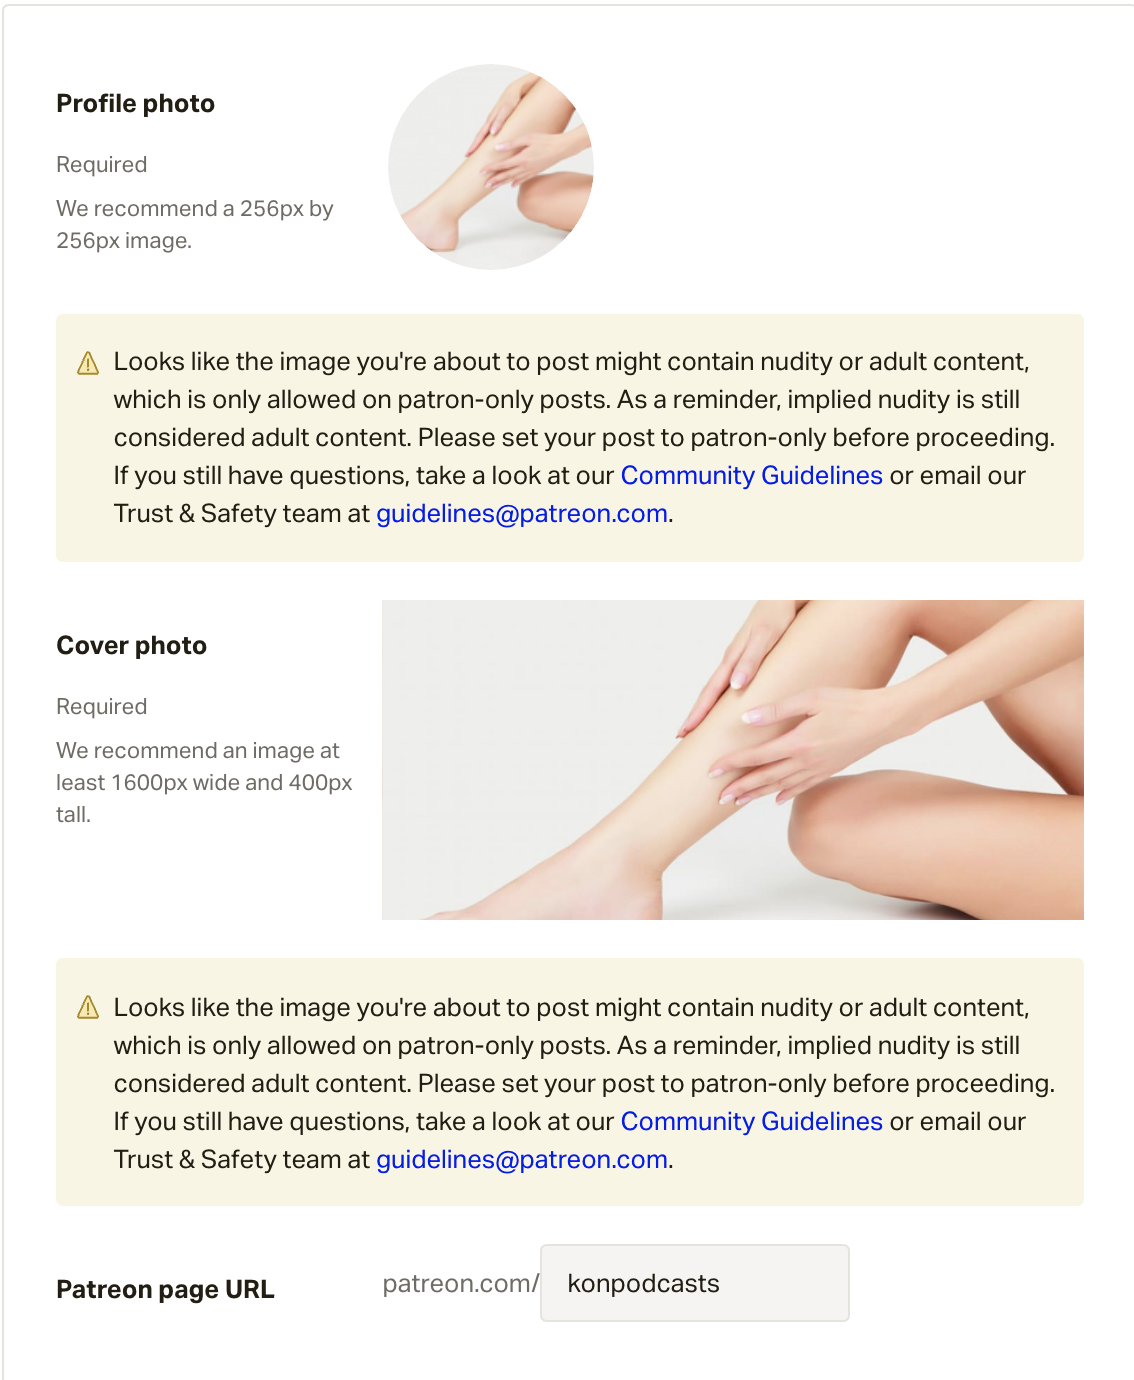 Profile photo
Required
We recommend a 256px by
256px image.
Looks like the image you're about to post might contain nudity or adult content,
which is only allowed on patron-only posts. As a reminder, implied nudity is still
considered adult content. Please set your post to patron-only before proceeding.
If you still have questions, take a look at our Community Guidelines or email our
Trust & Safety team at guidelines@patreon.com.
Cover photo
Required
We recommend an image at
least 1600px wide and 400px
tall.
Looks like the image you're about to post might contain nudity or adult content,
which is only allowed on patron-only posts. As a reminder, implied nudity is still
considered adult content. Please set your post to patron-only before proceeding.
If you still have questions, take a look at our Community Guidelines or email our
Trust & Safety team at guidelines@patreon.com.
Patreon page URL
patreon.com/ konpodcasts